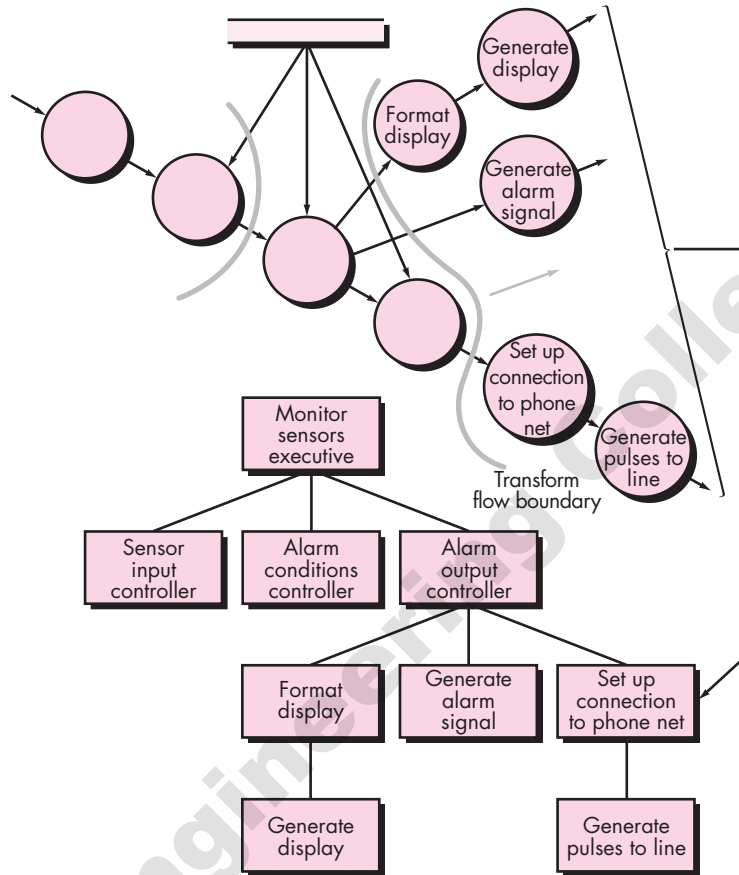 Generate
display
Format
display
Generate
alarm
signal
Set up
connection
to phone
net
Generate
pulses to
line
Transform
flow boundary
Monitor
sensors
executive
Sensor
input
controller
Alarm
conditions
controller
Alarm
output
controller
Format
display
Generate
alarm
signal
Set up
connection
to phone net
Generate
display
Generate
pulses to line
ngineering Colle